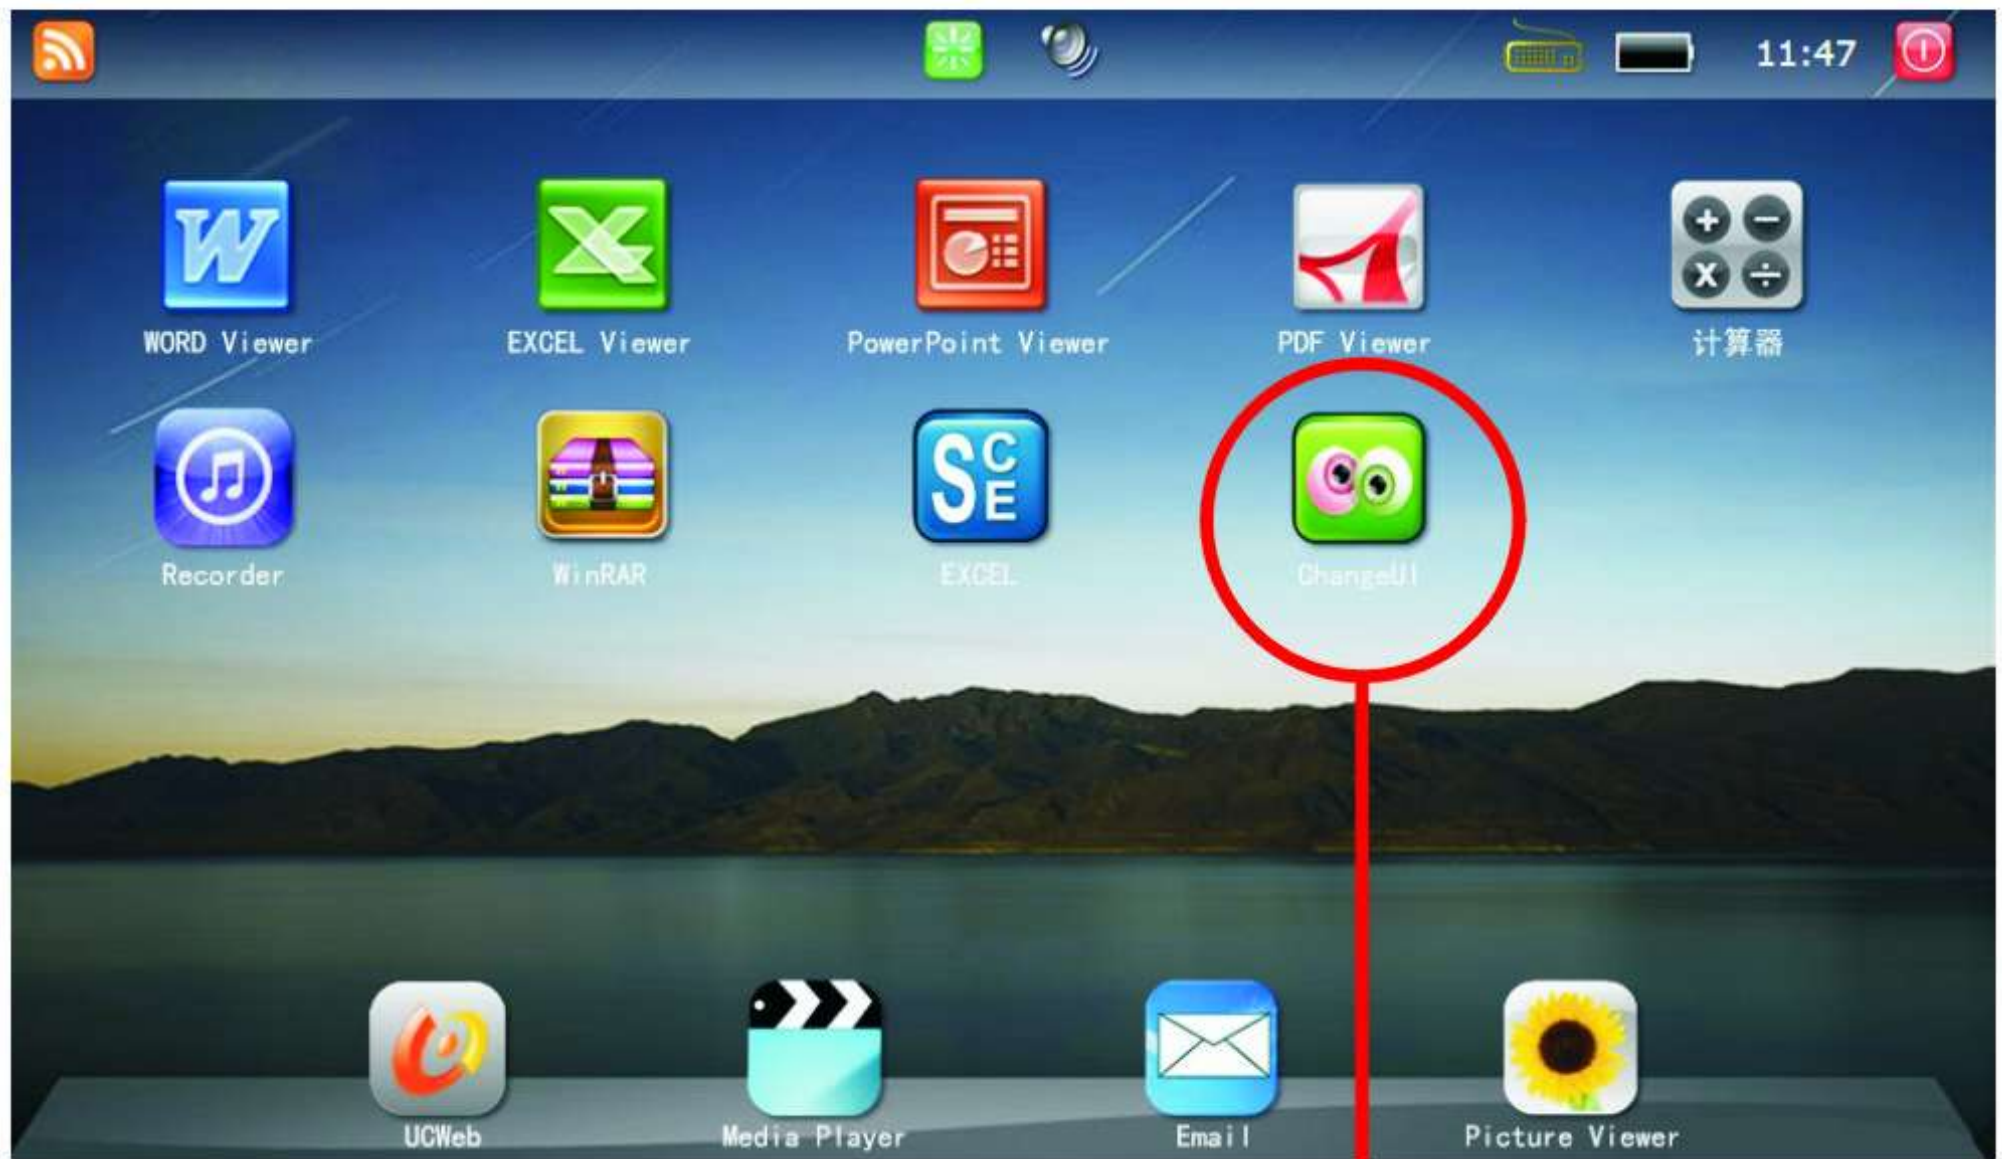 11:47
WORD Viewer
EXCEL Viewer
PowerPoint Viewer
PDF Viewer
计算器
Recorder
WinRAR
EXCEL
ChangeUI
UCWeb
Media Player
Email
Picture Viewer